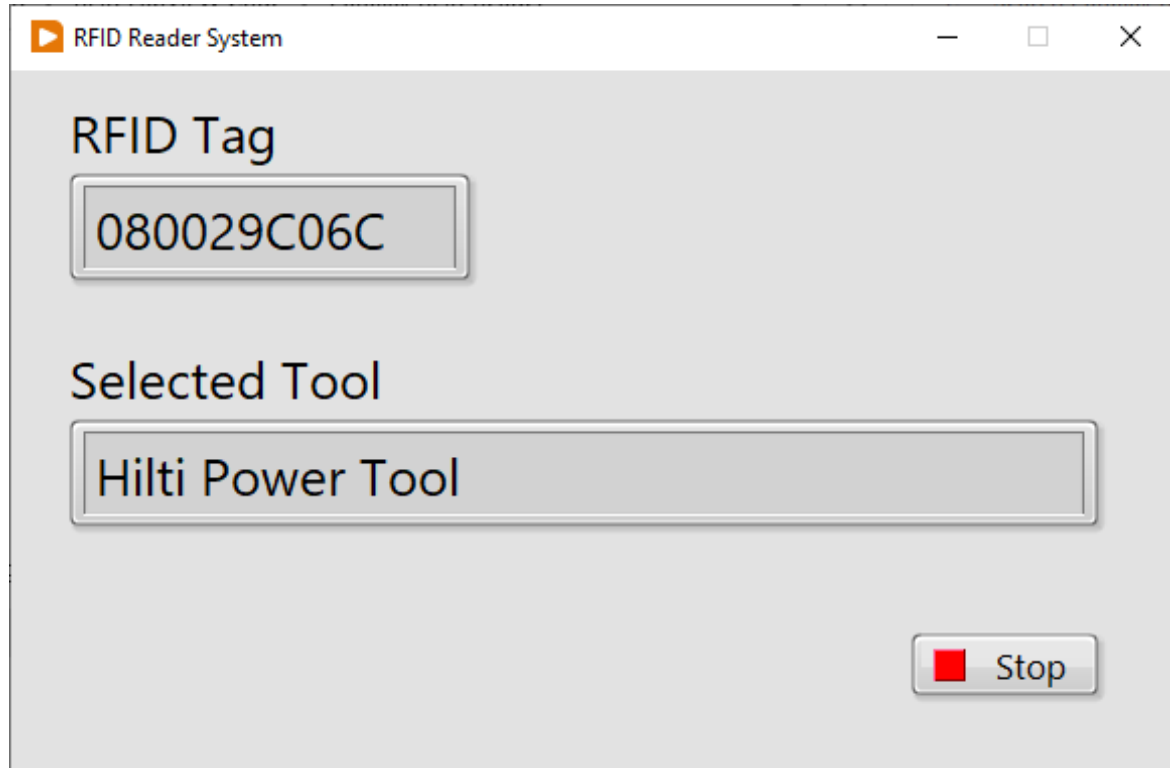 RFID Reader System
RFID Tag
080029C06C
Selected Tool
Hilti Power Tool
Stop